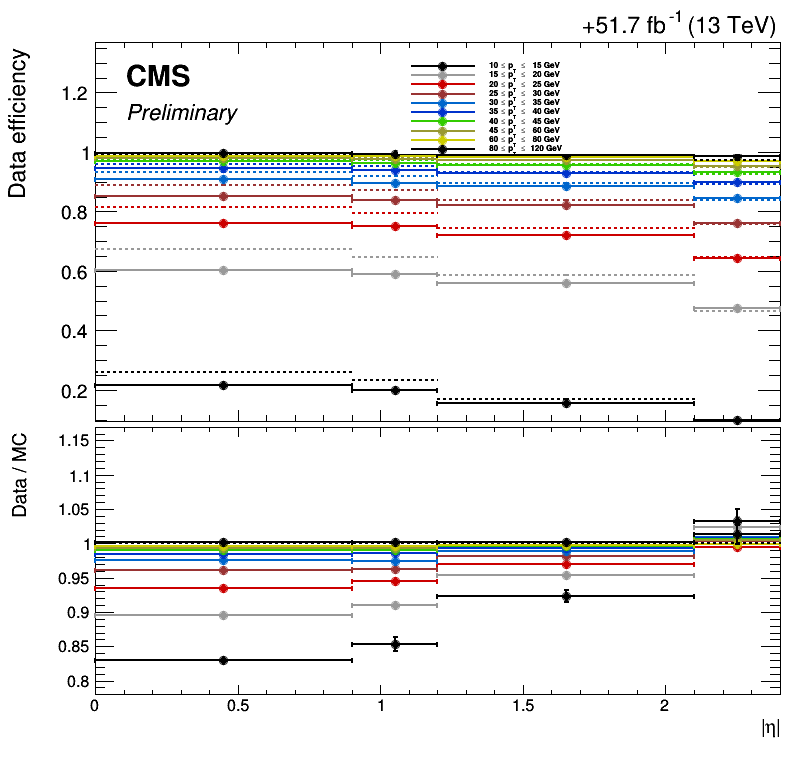 +51.7 fb⁻¹ (13 TeV)
CMS
Preliminary
10 ≤ pT ≤ 15 GeV
15 ≤ pT ≤ 20 GeV
20 ≤ pT ≤ 25 GeV
25 ≤ pT ≤ 30 GeV
30 ≤ pT ≤ 35 GeV
35 ≤ pT ≤ 40 GeV
40 ≤ pT ≤ 45 GeV
45 ≤ pT ≤ 60 GeV
60 ≤ pT ≤ 80 GeV
80 ≤ pT ≤ 120 GeV
Data efficiency
1.2
1
0.8
0.6
0.4
0.2
Data / MC
1.15
1.1
1.05
1
0.95
0.9
0.85
0.8
0 0.5 1 1.5 2
|η|